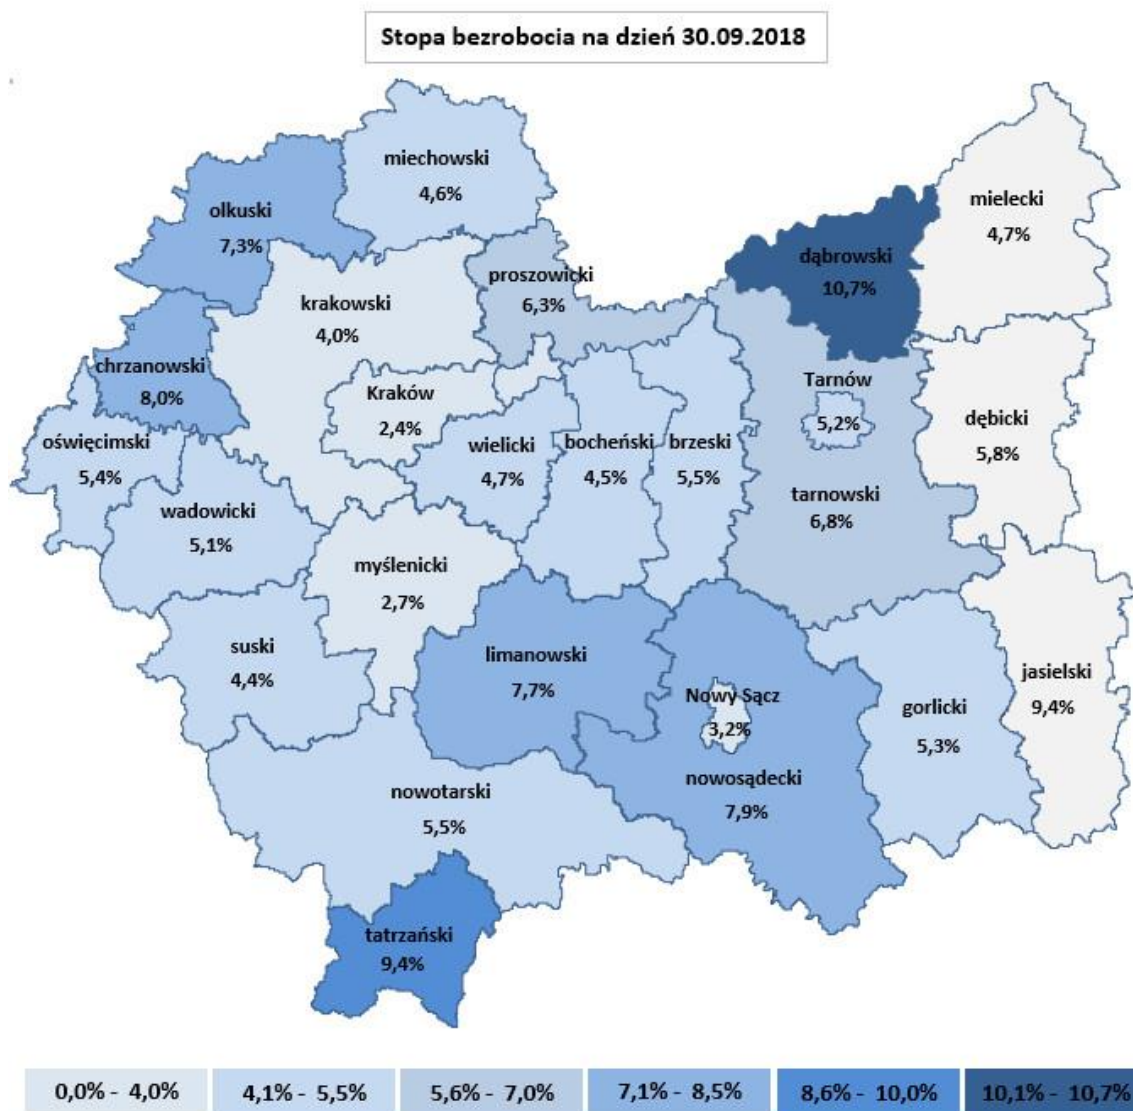 Stopa bezrobocia na dzień 30.09.2018
miechowski
4,6%
olkuski
7,3%
mielecki
4,7%
dąbrowski
10,7%
proszowicki
6,3%
krakowski
4,0%
chrzanowski
8,0%
Kraków
2,4%
Tarnów
5,2%
dębicki
5,8%
oświęcimski
5,4%
wielicki
4,7%
bocheński
4,5%
brzeski
5,5%
tarnowski
6,8%
wadowicki
5,1%
myślenicki
2,7%
suski
4,4%
limanowski
7,7%
jasielski
9,4%
Nowy Sącz
3,2%
gorlicki
5,3%
nowosądecki
7,9%
nowotarski
5,5%
tatrzański
9,4%
0,0% - 4,0% 4,1% - 5,5% 5,6% - 7,0% 7,1% - 8,5% 8,6% - 10,0% 10,1% - 10,7%